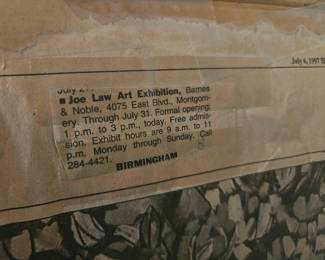 July 6, 1997
July 27.
■ Joe Law Art Exhibition, Barnes
& Noble, 4075 East Blvd., Montgom-
ery. Through July 31. Formal opening:
1 p.m. to 3 p.m., today. Free admis-
sion. Exhibit hours are 9 a.m. to 11
p.m. Monday through Sunday. Call
284-4421.
BIRMINGHAM